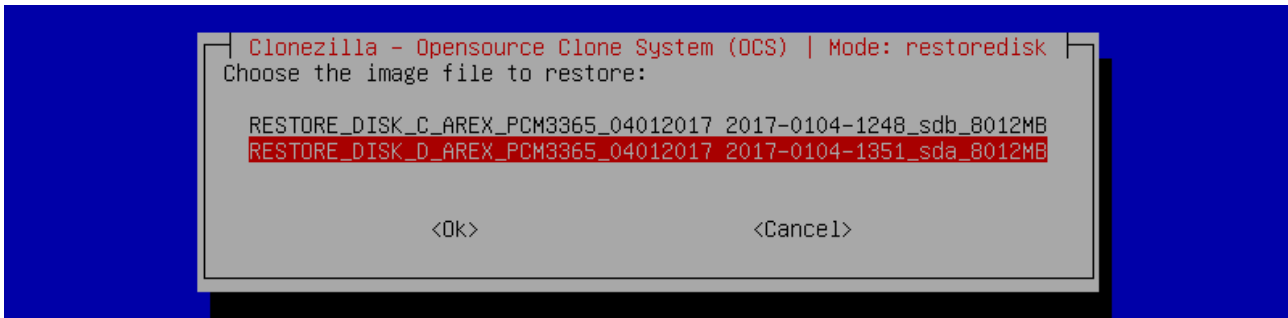 Clonezilla - Opensource Clone System (OCS) | Mode: restoredisk
Choose the image file to restore:
RESTORE_DISK_C_AREX_PCM3365_04012017 2017-0104-1248_sdb_8012MB
RESTORE_DISK_D_AREX_PCM3365_04012017 2017-0104-1351_sda_8012MB
<Ok> <Cancel>